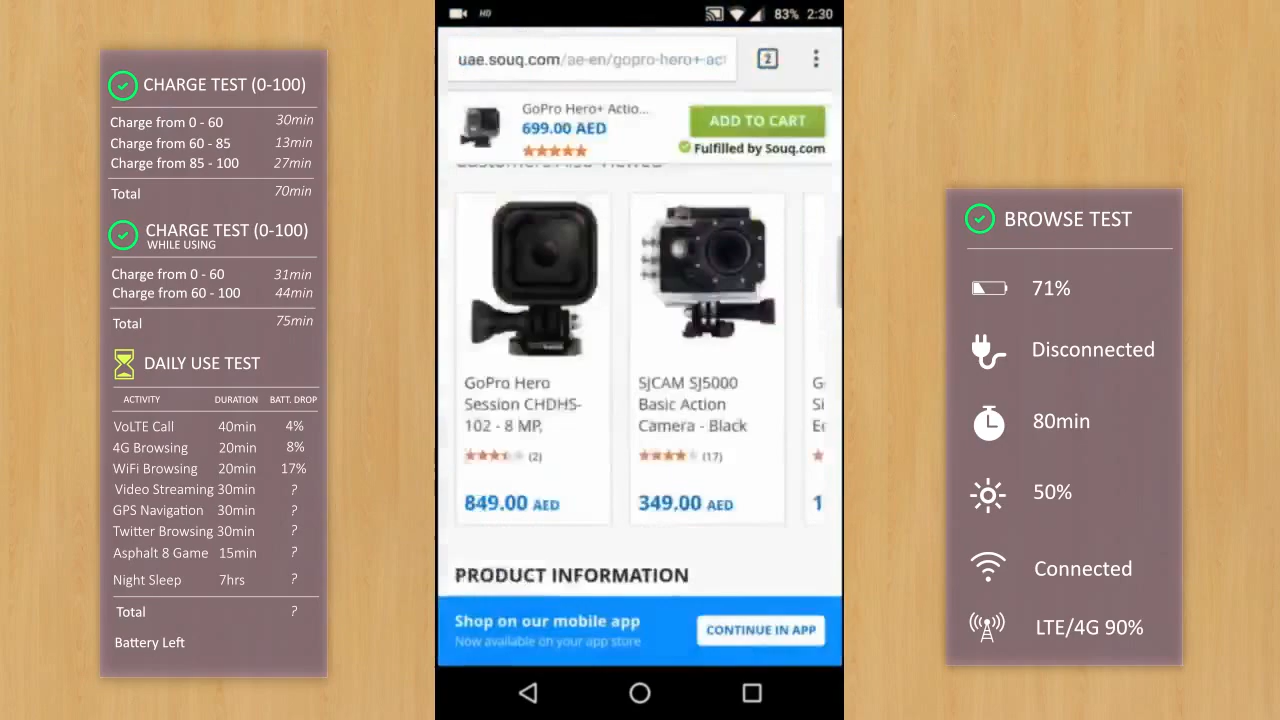 CHARGE TEST (0-100)
Charge from 0 - 60 30min
Charge from 60 - 85 13min
Charge from 85 - 100 27min
Total 70min
CHARGE TEST (0-100)
WHILE USING
Charge from 0 - 60 31min
Charge from 60 - 100 44min
Total 75min
DAILY USE TEST
ACTIVITY DURATION BATT. DROP
VoLTE Call 40min 4%
4G Browsing 20min 8%
WiFi Browsing 20min 17%
Video Streaming 30min ?
GPS Navigation 30min ?
Twitter Browsing 30min ?
Asphalt 8 Game 15min ?
Night Sleep 7hrs ?
Total ?
Battery Left
HD 83% 2:30
uae.souq.com/ae-en/gopro-hero+-act 2
GoPro Hero+ Actio...
699.00 AED
ADD TO CART
Fulfilled by Souq.com
Customers Also Viewed
GoPro Hero
Session CHDHS-
102 - 8 MP,
(2)
849.00 AED
SJCAM SJ5000
Basic Action
Camera - Black
(17)
349.00 AED
G
Si
1
PRODUCT INFORMATION
Shop on our mobile app
Now available on your app store
CONTINUE IN APP
BROWSE TEST
71%
Disconnected
80min
50%
Connected
LTE/4G 90%